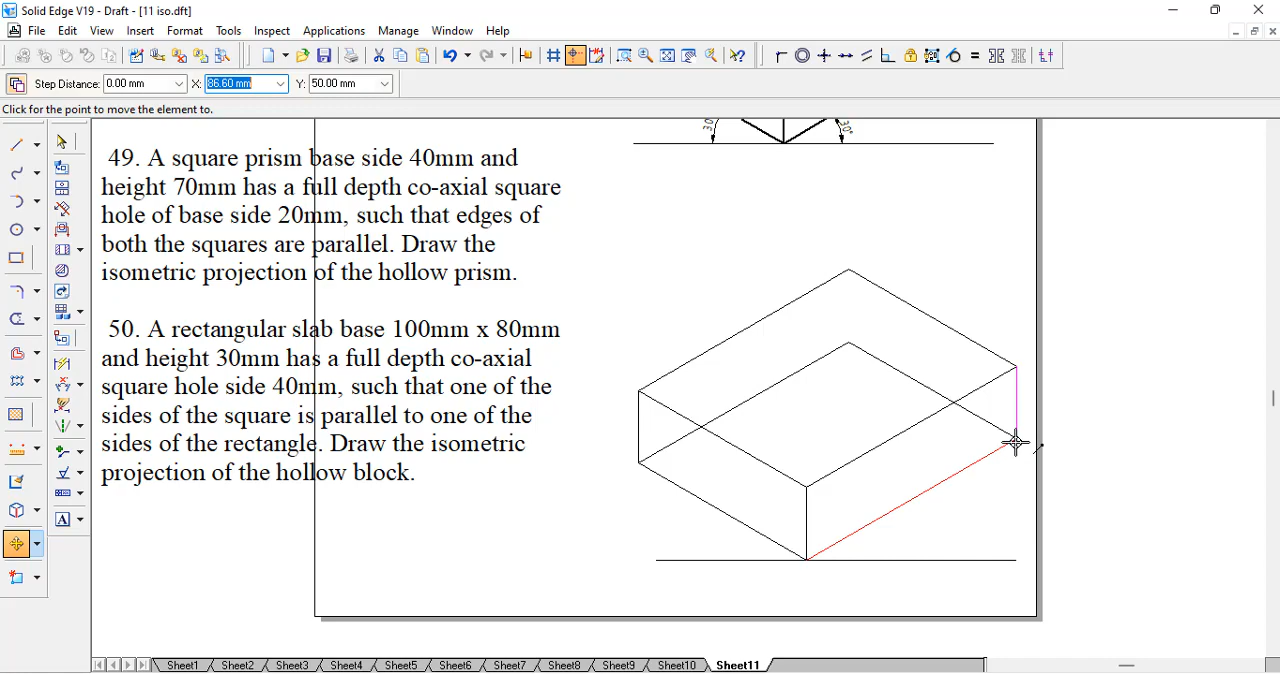 Solid Edge V19 - Draft - [11 iso.dft]
File Edit View Insert Format Tools Inspect Applications Manage Window Help
Step Distance: 0.00 mm X: 86.60 mm Y: 50.00 mm
Click for the point to move the element to.
30°
49. A square prism base side 40mm and
height 70mm has a full depth co-axial square
hole of base side 20mm, such that edges of
both the squares are parallel. Draw the
isometric projection of the hollow prism.
50. A rectangular slab base 100mm x 80mm
and height 30mm has a full depth co-axial
square hole side 40mm, such that one of the
sides of the square is parallel to one of the
sides of the rectangle. Draw the isometric
projection of the hollow block.
A
Sheet1 Sheet2 Sheet3 Sheet4 Sheet5 Sheet6 Sheet7 Sheet8 Sheet9 Sheet10 Sheet11